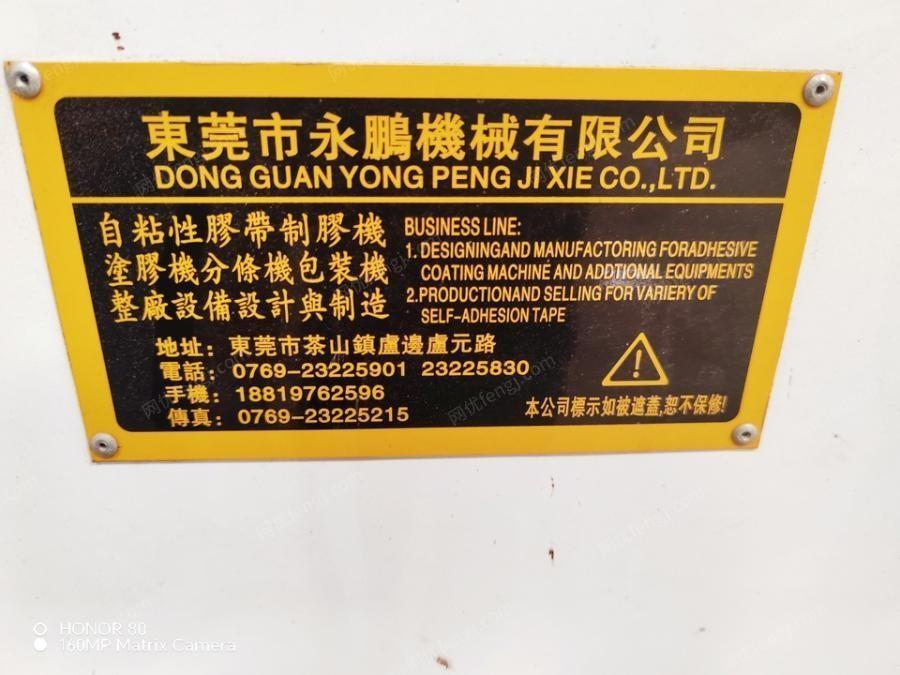 東莞市永鵬機械有限公司
DONG GUAN YONG PENG JI XIE CO.,LTD.
自粘性膠帶制膠機
塗膠機分條機包裝機
整廠設備設計與制造
BUSINESS LINE:
1. DESIGNINGAND MANUFACTORING FORADHESIVE
COATING MACHINE AND ADDTIONAL EQUIPMENTS
2.PRODUCTIONAND SELLING FOR VARIERY OF
SELF-ADHESION TAPE
地址：東莞市茶山鎮盧邊盧元路
電話：0769-23225901 23225830
手機：18819762596
傳真：0769-23225215
本公司標示如被遮蓋,恕不保修!
HONOR 80
160MP Matrix Camera